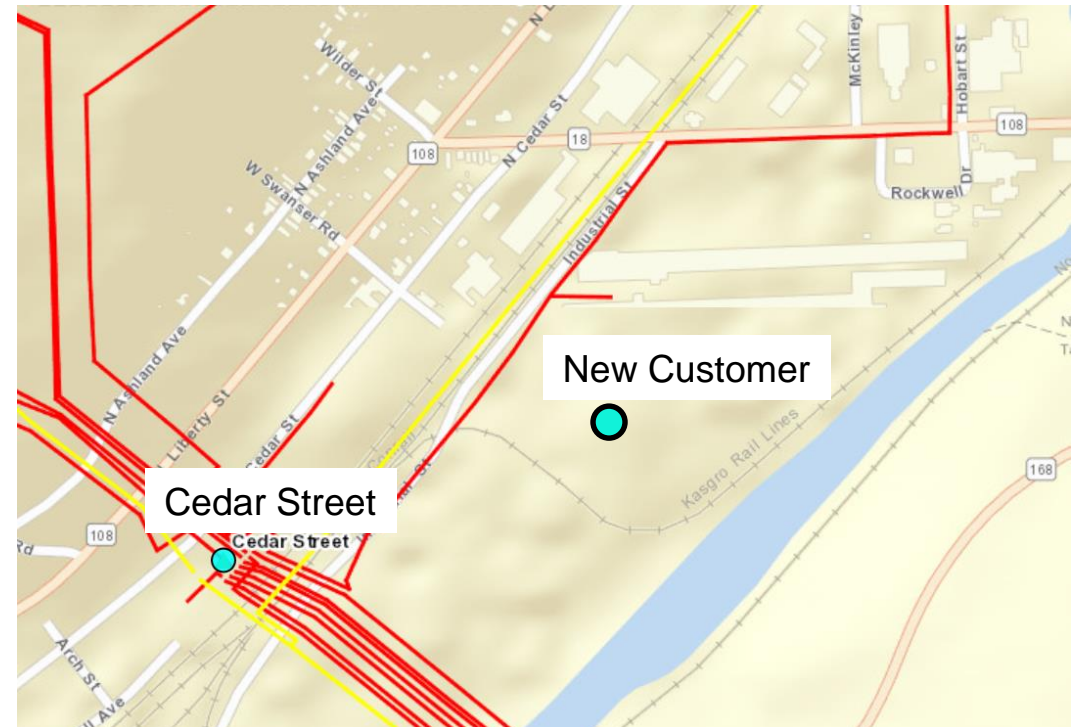 N L
Wilder St
McKinley
Hobart St
N Ashland Ave
N Cedar St
18
108
108
W Swanser Rd
Industrial St
Rockwell Dr
No
N
T
New Customer
N Ashland Ave
Liberty St
Cedar St
Kasgro Rail Lines
168
Cedar Street
Cedar Street
108
Rd
Arch St
ll Ave